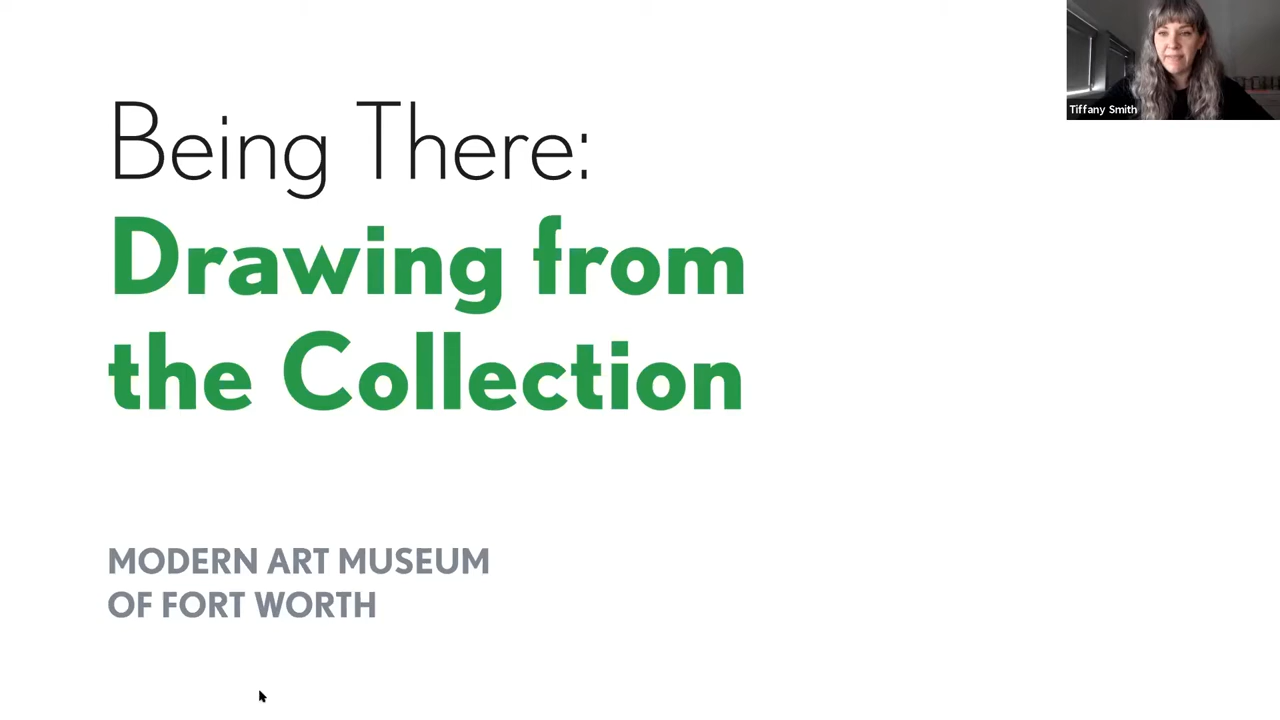 Being There:
Drawing from
the Collection
MODERN ART MUSEUM
OF FORT WORTH
Tiffany Smith